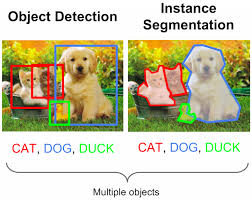 Object Detection
Instance
Segmentation
CAT, DOG, DUCK
CAT, DOG, DUCK
Multiple objects